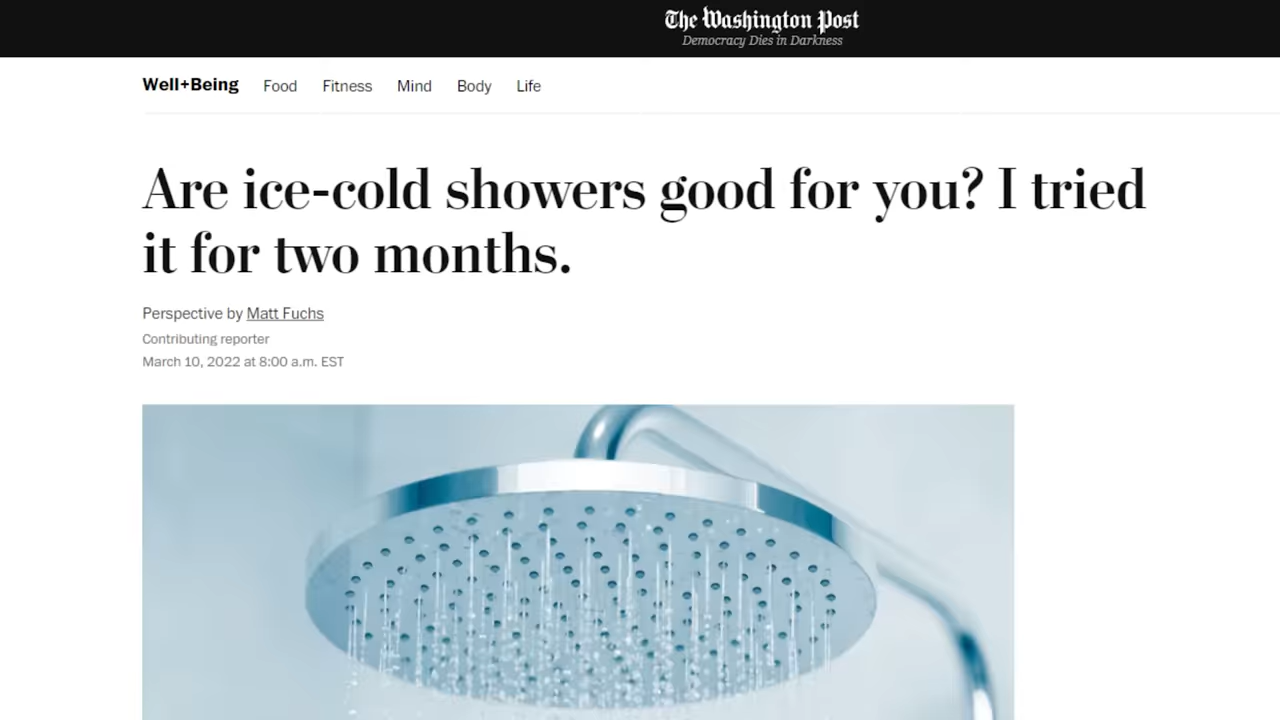 The Washington Post
Democracy Dies in Darkness
Well+Being Food Fitness Mind Body Life
Are ice-cold showers good for you? I tried
it for two months.
Perspective by Matt Fuchs
Contributing reporter
March 10, 2022 at 8:00 a.m. EST